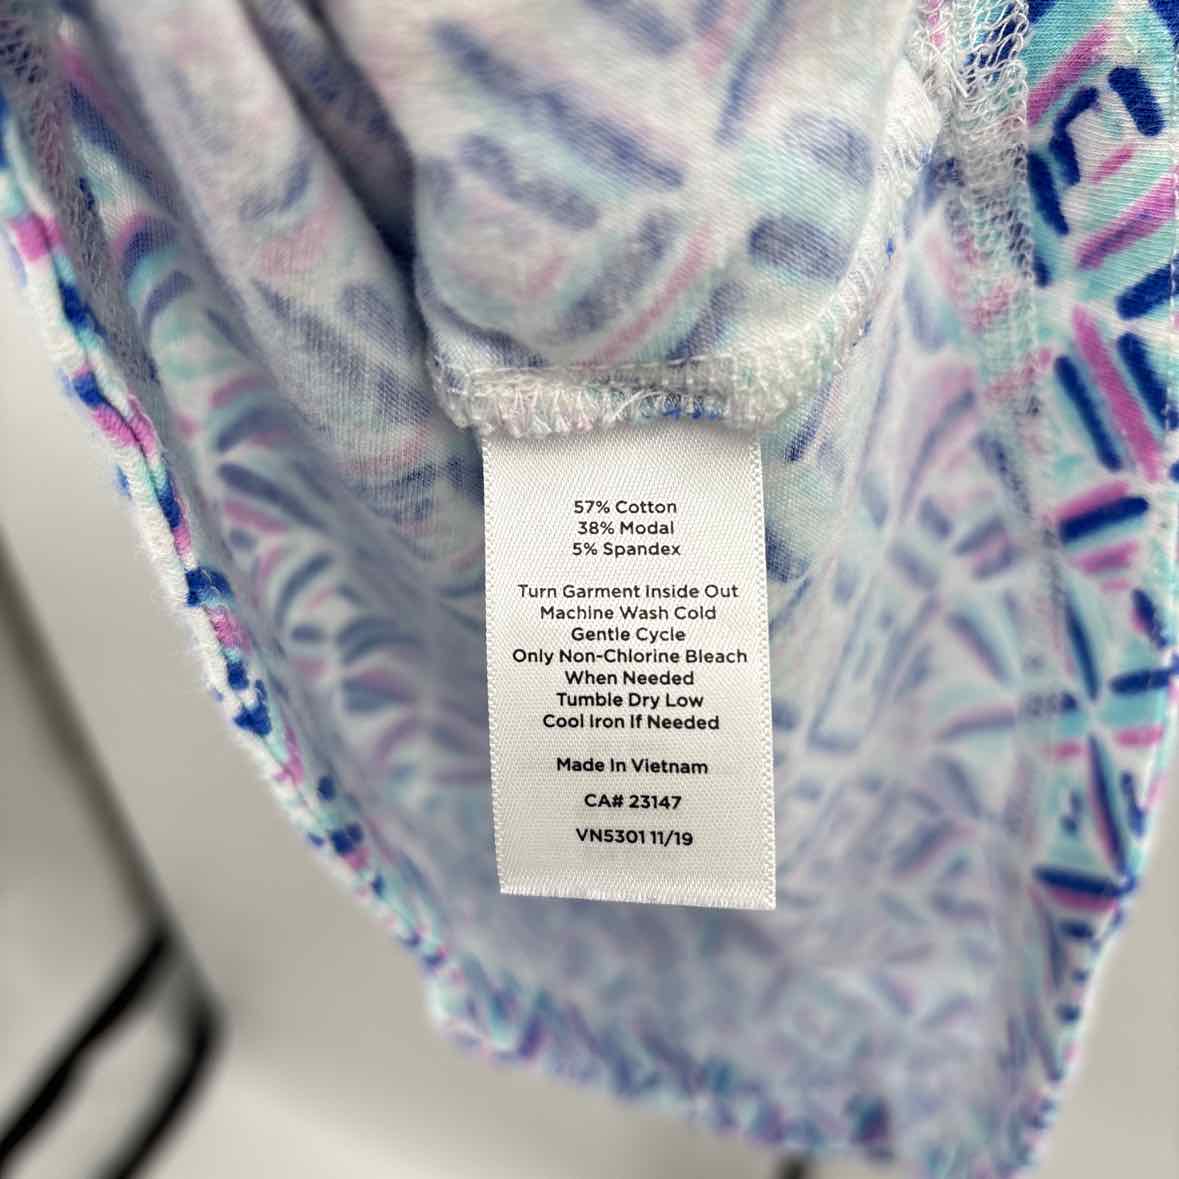 57% Cotton
38% Modal
5% Spandex
Turn Garment Inside Out
Machine Wash Cold
Gentle Cycle
Only Non-Chlorine Bleach
When Needed
Tumble Dry Low
Cool Iron If Needed
Made In Vietnam
CA# 23147
VN5301 11/19